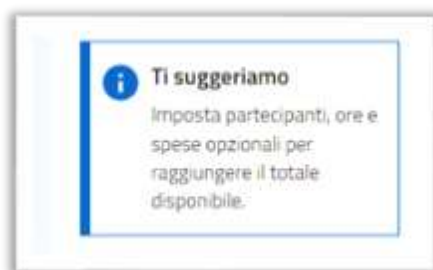 Ti suggeriamo
Imposta partecipanti, ore e
spese opzionali per
raggiungere il totale
disponibile.